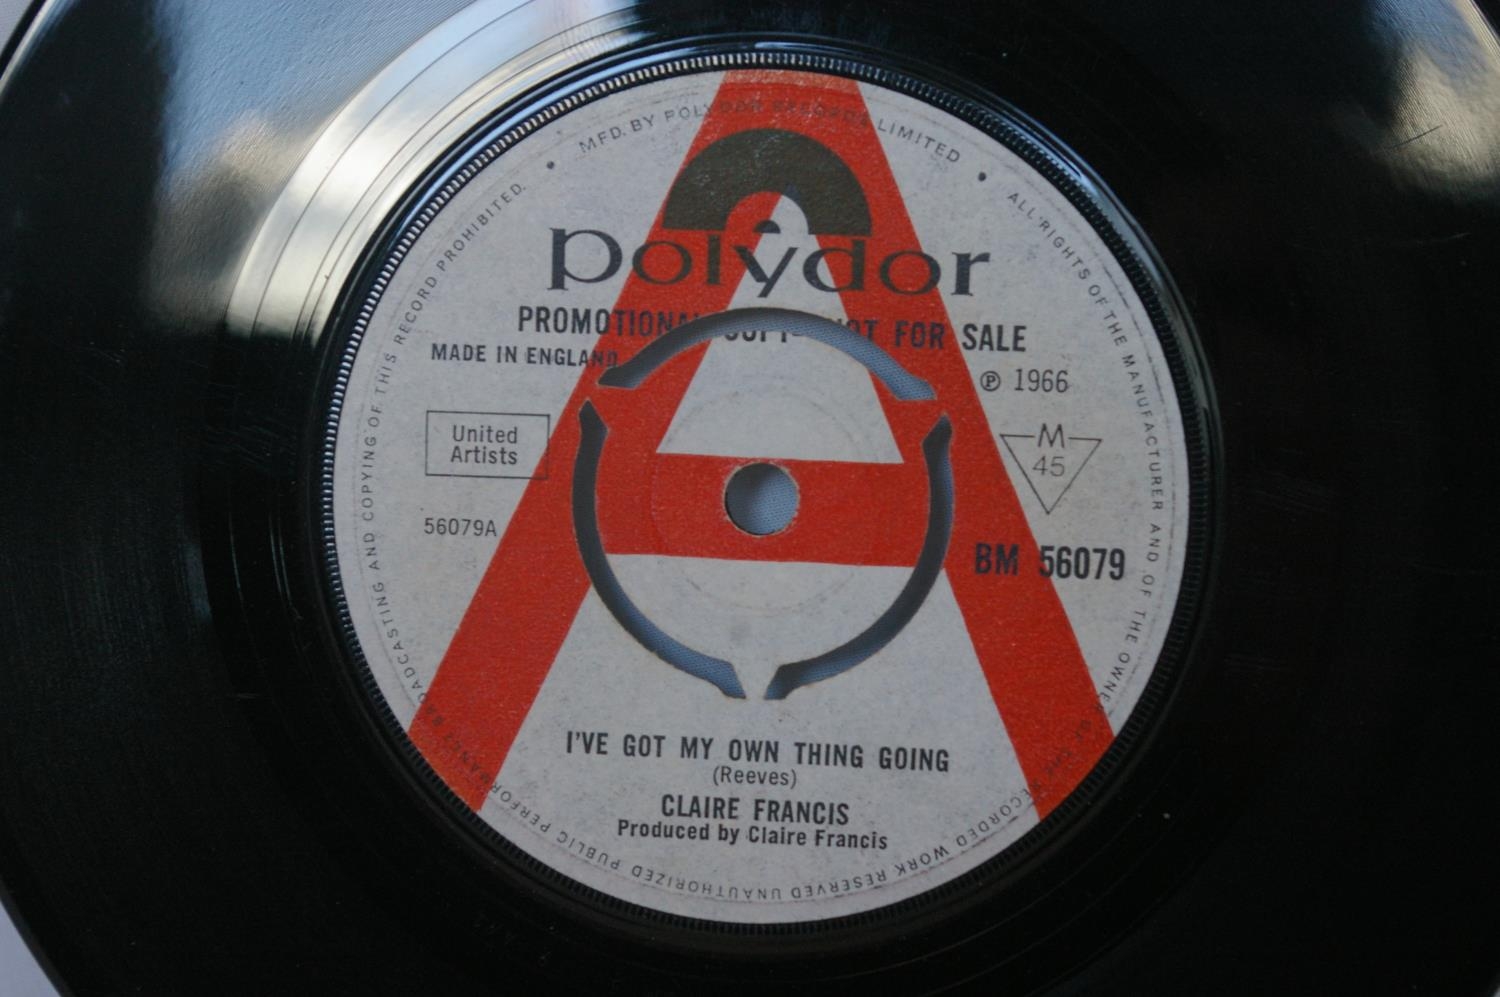 MFD. BY POLYDOR RECORDS LIMITED • ALL RIGHTS OF THE MANUFACTURER AND OF THE OWNER OF THE RECORDED WORK RESERVED UNAUTHORIZED PUBLIC PERFORMANCE BROADCASTING AND COPYING OF THIS RECORD PROHIBITED. •
polydor
PROMOTIONAL COPY- NOT FOR SALE
MADE IN ENGLAND
℗ 1966
United
Artists
M
45
56079A
BM 56079
I'VE GOT MY OWN THING GOING
(Reeves)
CLAIRE FRANCIS
Produced by Claire Francis
A